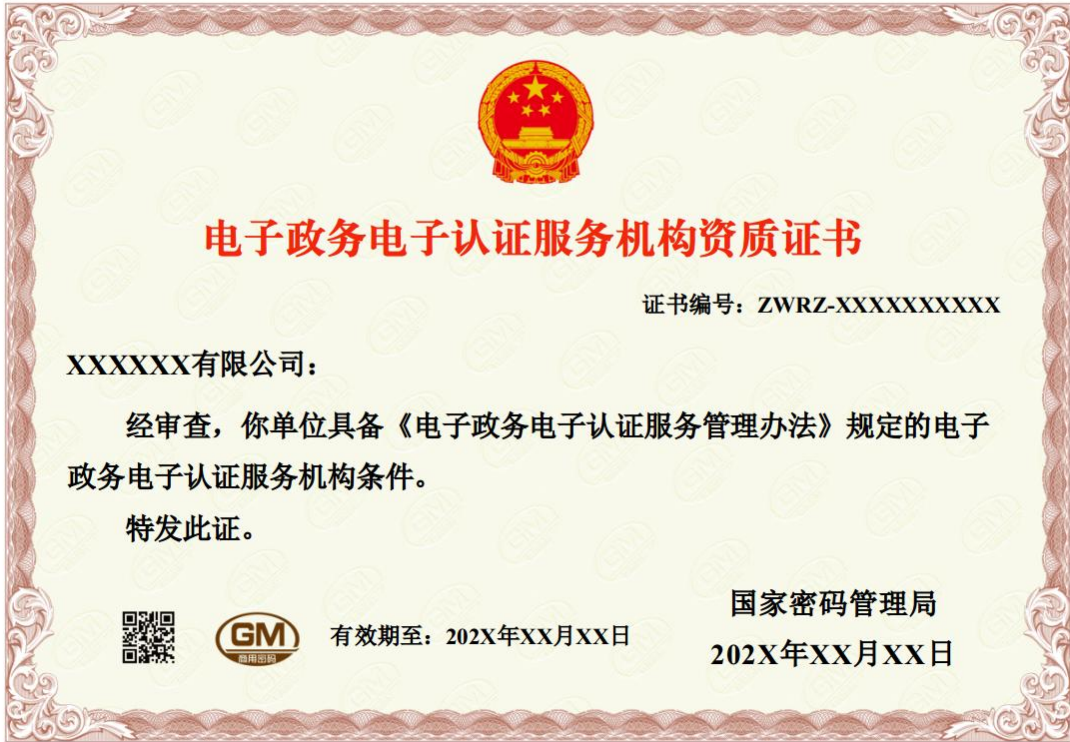 电子政务电子认证服务机构资质证书
证书编号：ZWRZ-XXXXXXXXXX
XXXXXX有限公司：
经审查，你单位具备《电子政务电子认证服务管理办法》规定的电子
政务电子认证服务机构条件。
特发此证。
国家密码管理局
GM
商用密码
有效期至：202X年XX月XX日
202X年XX月XX日